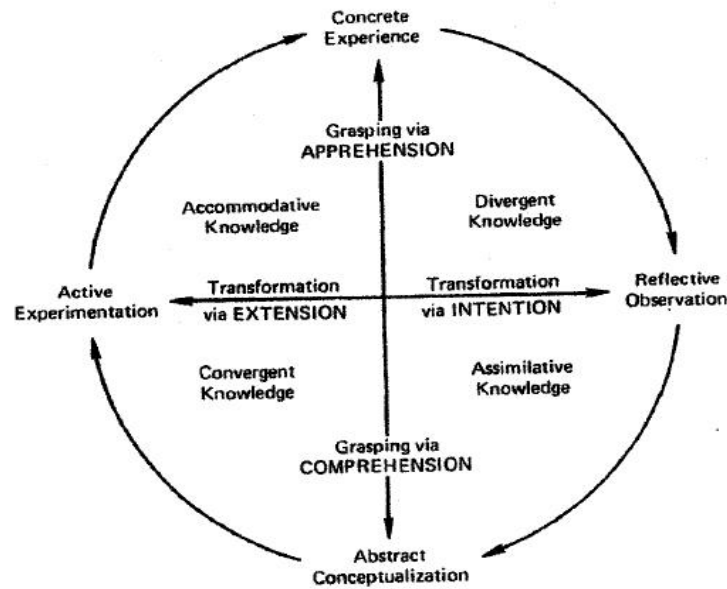 Concrete
Experience
Grasping via
APPREHENSION
Accommodative
Knowledge
Divergent
Knowledge
Active
Experimentation
Transformation
via EXTENSION
Transformation
via INTENTION
Reflective
Observation
Convergent
Knowledge
Assimilative
Knowledge
Grasping via
COMPREHENSION
Abstract
Conceptualization